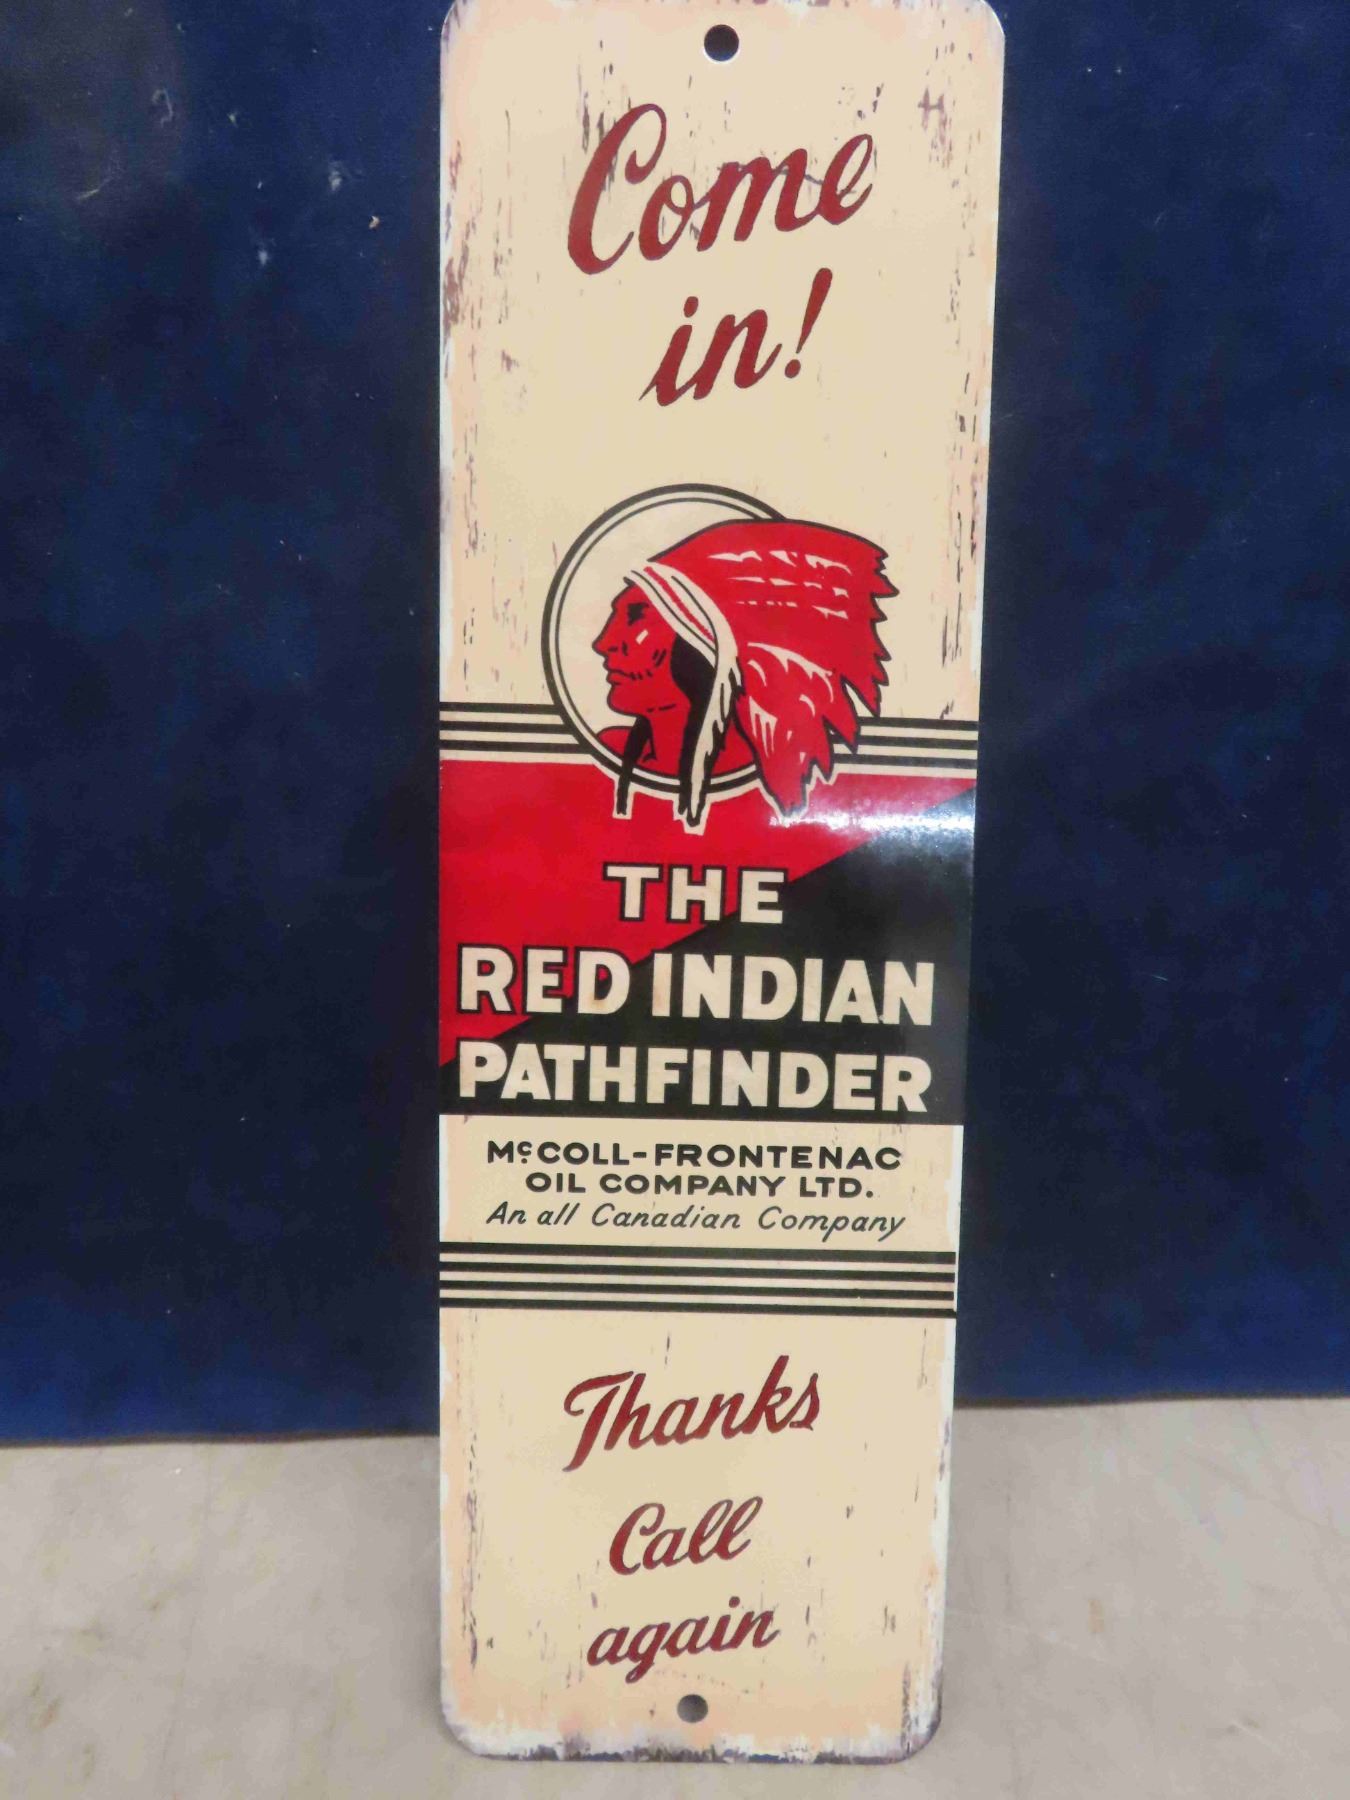 Come
in!
THE
RED INDIAN
PATHFINDER
McCOLL-FRONTENAC
OIL COMPANY LTD.
An all Canadian Company
Thanks
Call
again